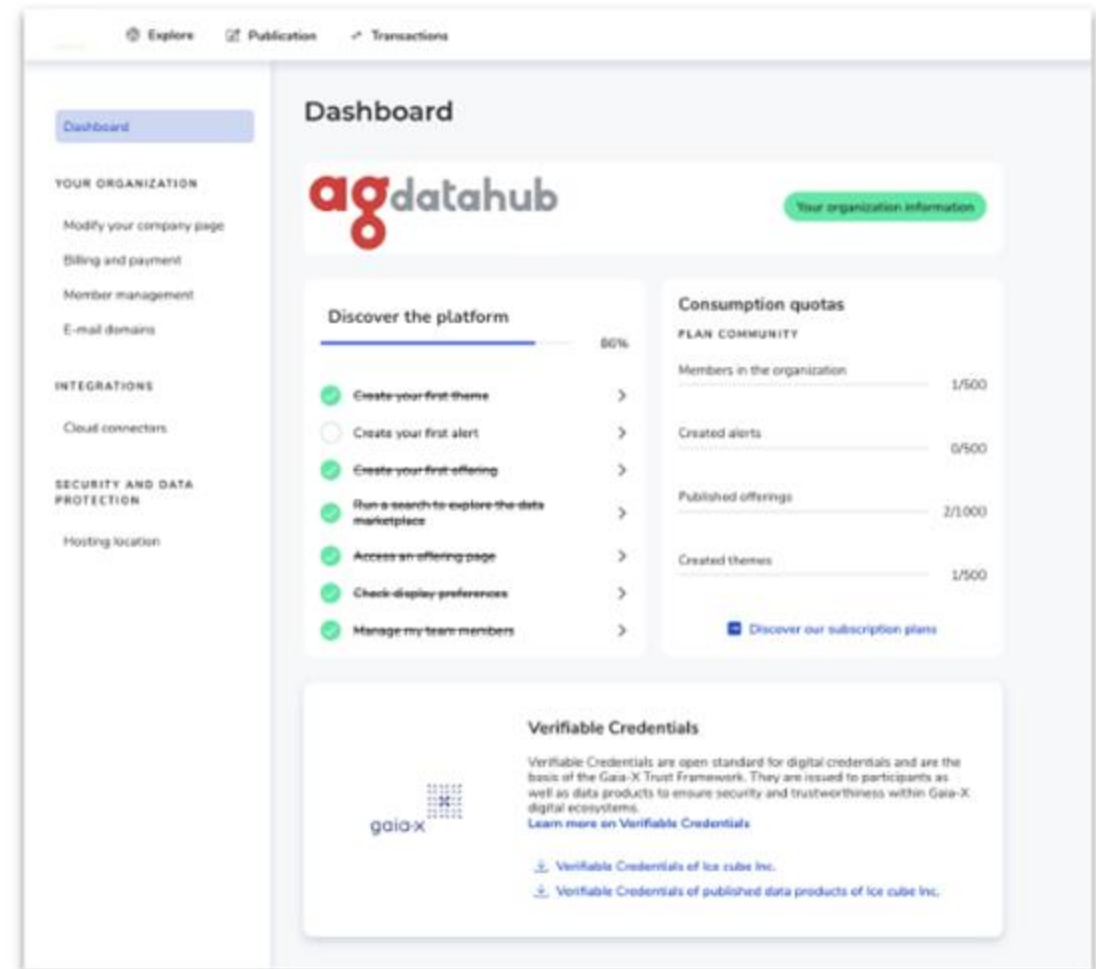 Explore Publication Transactions
Dashboard
YOUR ORGANIZATION
Modify your company page
Billing and payment
Member management
E-mail domains
INTEGRATIONS
Cloud connectors
SECURITY AND DATA
PROTECTION
Hosting location
Dashboard
agdatahub
Your organization information
Discover the platform
86%
Create your first theme
Create your first alert
Create your first offering
Run a search to explore the data
marketplace
Access an offering page
Check display preferences
Manage my team members
Consumption quotas
PLAN COMMUNITY
Members in the organization
1/500
Created alerts
0/500
Published offerings
2/1000
Created themes
1/500
Discover our subscription plans
gaia-x
Verifiable Credentials
Verifiable Credentials are open standard for digital credentials and are the
basis of the Gaia-X Trust Framework. They are issued to participants as
well as data products to ensure security and trustworthiness within Gaia-X
digital ecosystems.
Learn more on Verifiable Credentials
Verifiable Credentials of Ice cube Inc.
Verifiable Credentials of published data products of Ice cube Inc.